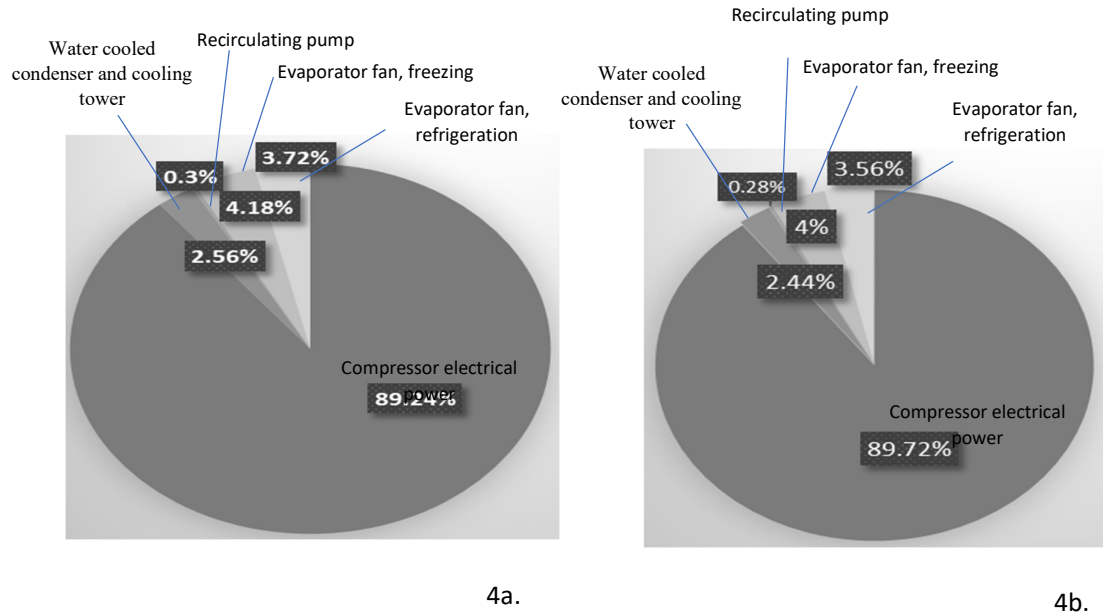 Recirculating pump
Water cooled
condenser and cooling
tower
Evaporator fan, freezing
Evaporator fan,
refrigeration
3.72%
0.3%
4.18%
2.56%
Compressor electrical
power
89.24%
4a.
Recirculating pump
Evaporator fan, freezing
Water cooled
condenser and cooling
tower
Evaporator fan,
refrigeration
3.56%
0.28%
4%
2.44%
Compressor electrical
power
89.72%
4b.